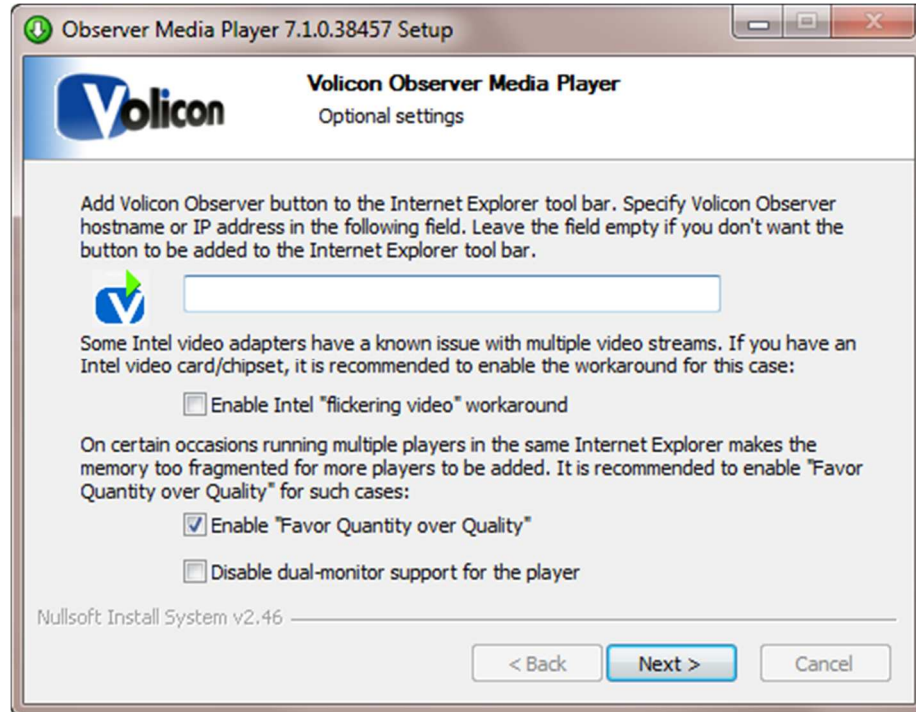 Observer Media Player 7.1.0.38457 Setup
Volicon
Volicon Observer Media Player
Optional settings
Add Volicon Observer button to the Internet Explorer tool bar. Specify Volicon Observer
hostname or IP address in the following field. Leave the field empty if you don't want the
button to be added to the Internet Explorer tool bar.
V
Some Intel video adapters have a known issue with multiple video streams. If you have an
Intel video card/chipset, it is recommended to enable the workaround for this case:
Enable Intel "flickering video" workaround
On certain occasions running multiple players in the same Internet Explorer makes the
memory too fragmented for more players to be added. It is recommended to enable "Favor
Quantity over Quality" for such cases:
Enable "Favor Quantity over Quality"
Disable dual-monitor support for the player
Nullsoft Install System v2.46
< Back Next > Cancel